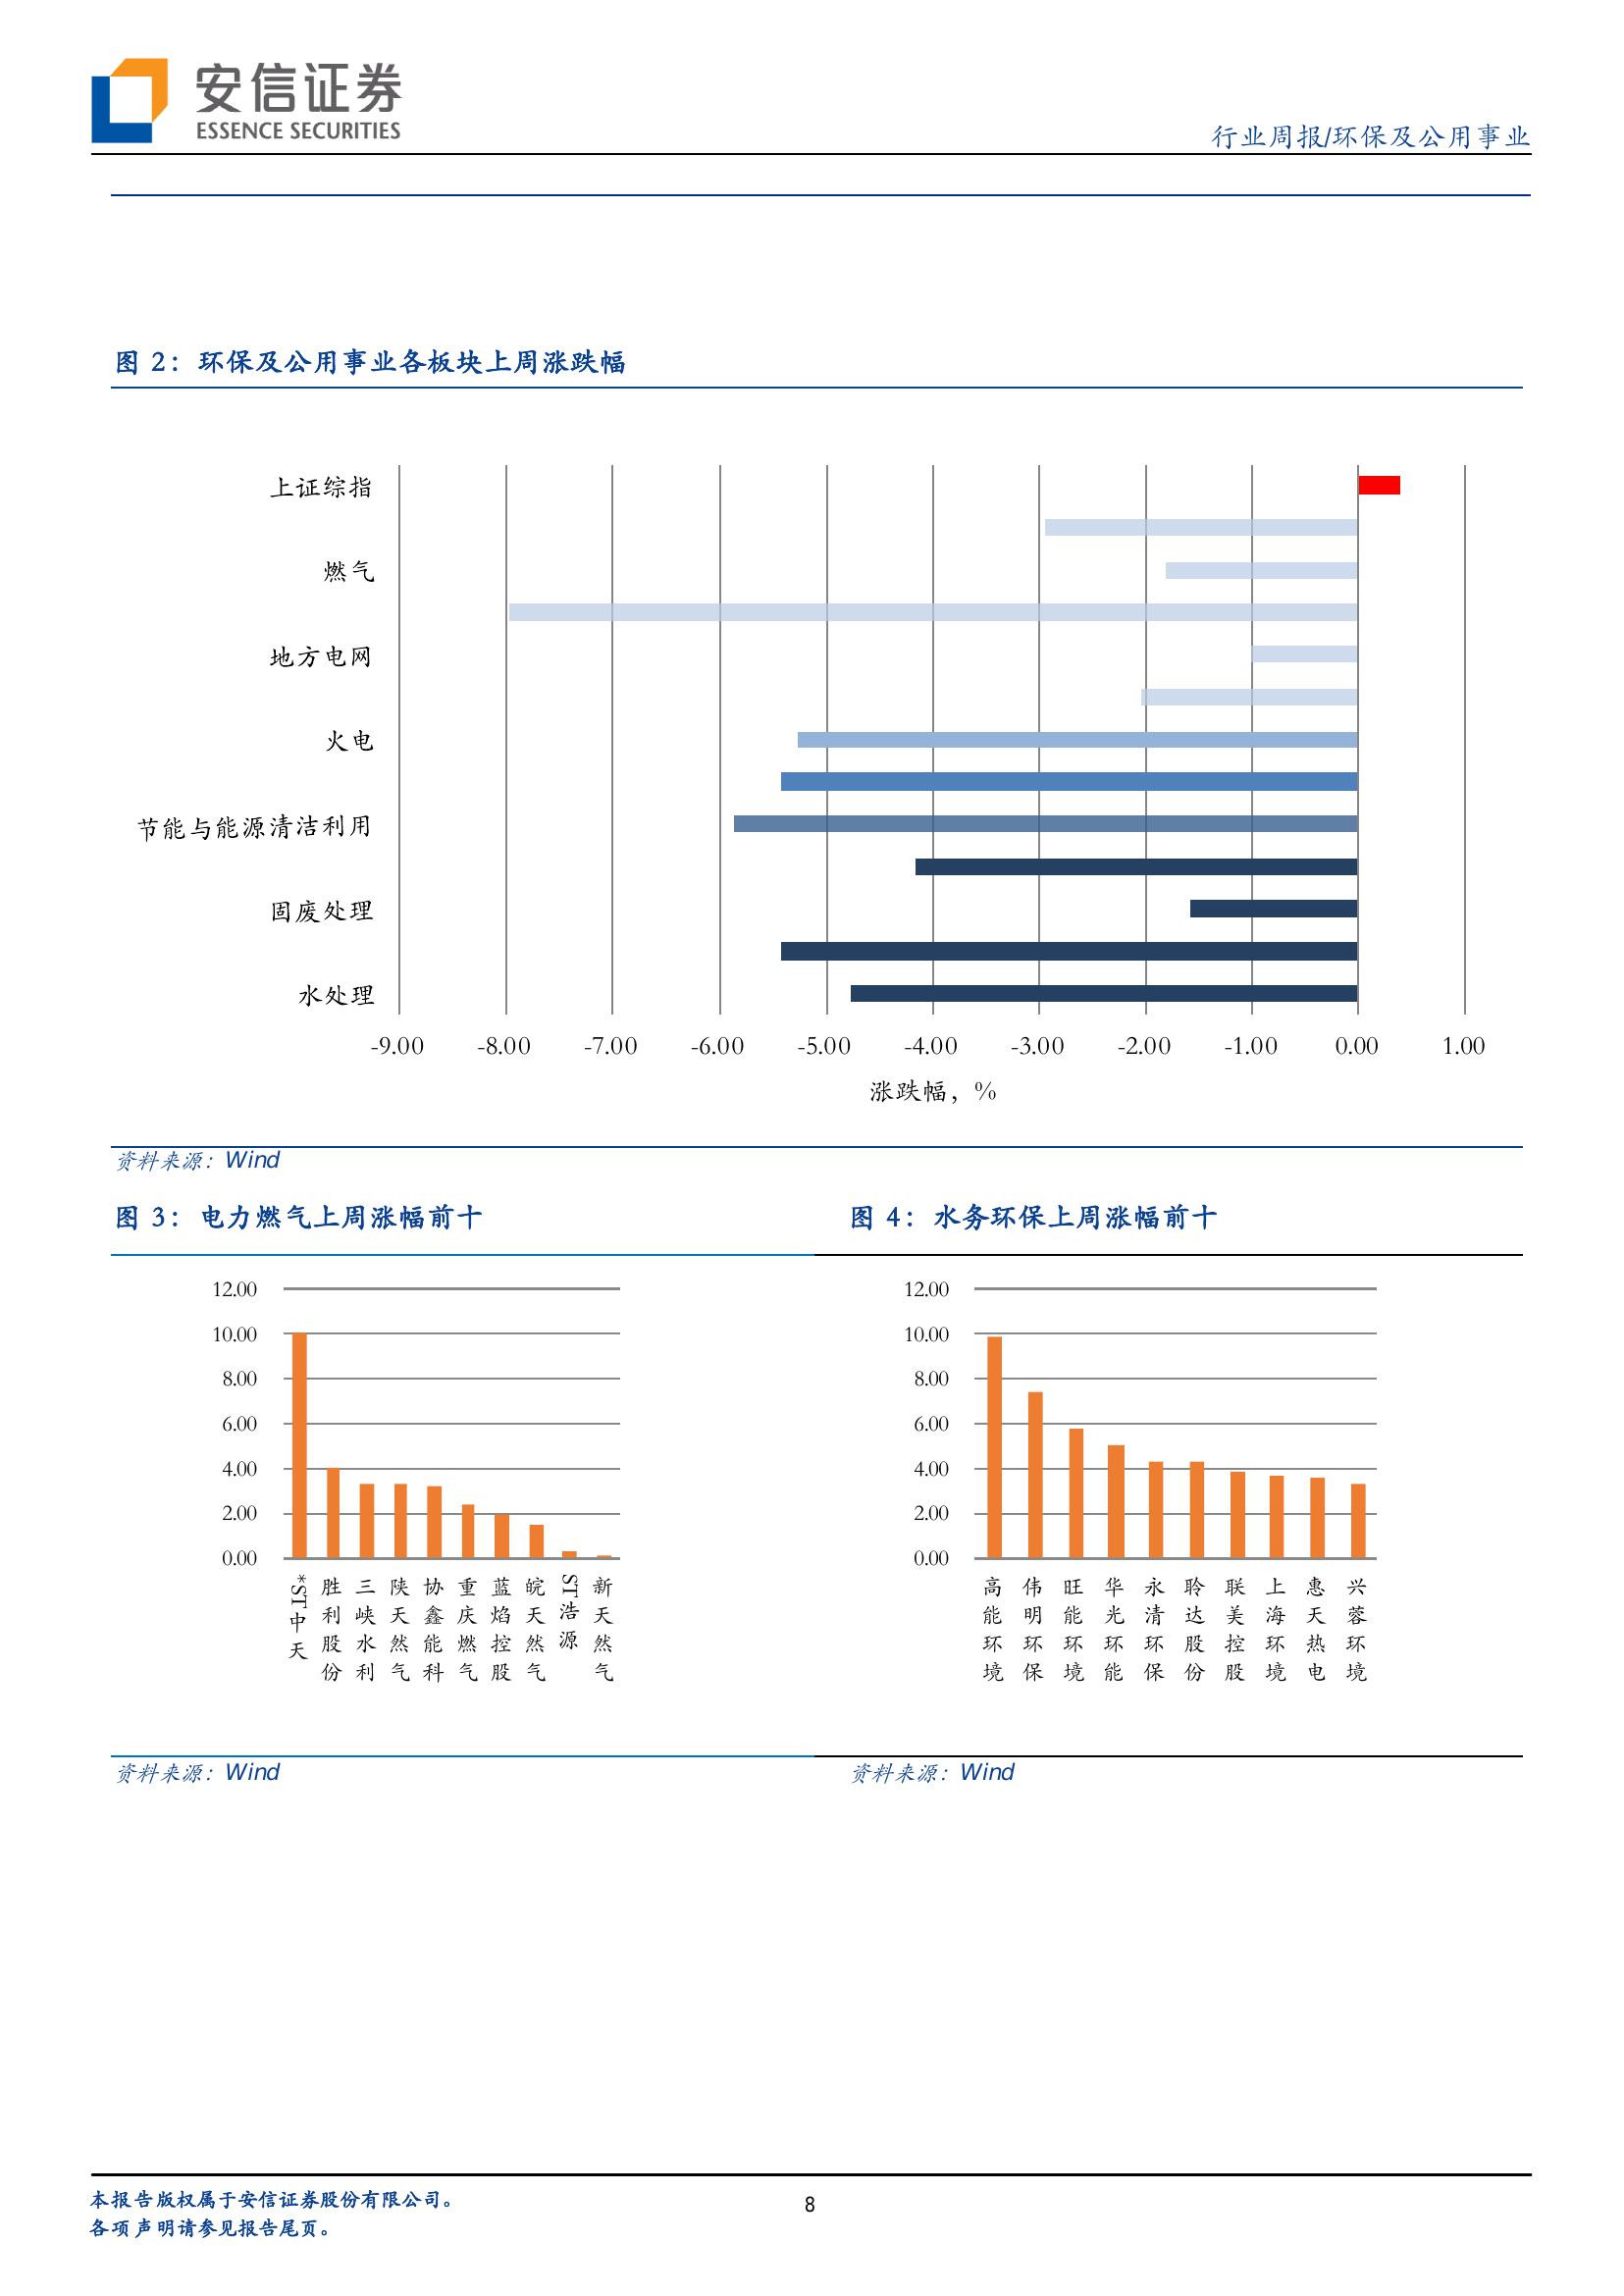 安信证券
ESSENCE SECURITIES
行业周报/环保及公用事业
图 2：环保及公用事业各板块上周涨跌幅
上证综指
燃气
地方电网
火电
节能与能源清洁利用
固废处理
水处理
-9.00 -8.00 -7.00 -6.00 -5.00 -4.00 -3.00 -2.00 -1.00 0.00 1.00
涨跌幅，%
资料来源：Wind
图 3：电力燃气上周涨幅前十
12.00
10.00
8.00
6.00
4.00
2.00
0.00
*ST中天
胜利股份
三峡水利
陕天然气
协鑫能科
重庆燃气
蓝焰控股
皖天然气
ST浩源
新天然气
资料来源：Wind
图 4：水务环保上周涨幅前十
12.00
10.00
8.00
6.00
4.00
2.00
0.00
高能环境
伟明环保
旺能环境
华光环能
永清环保
聆达股份
联美控股
上海环境
惠天热电
兴蓉环境
资料来源：Wind
本报告版权属于安信证券股份有限公司。
各项声明请参见报告尾页。
8